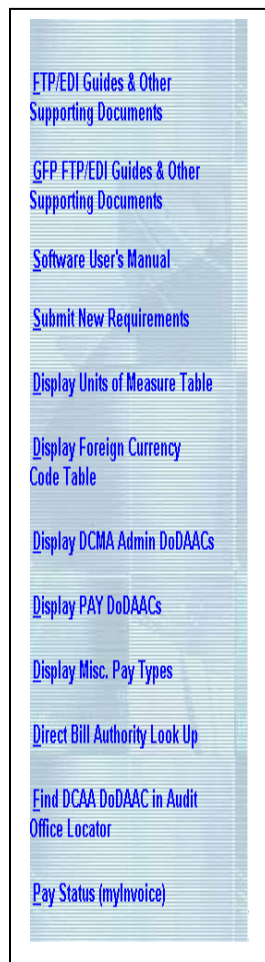 FTP/EDI Guides & Other
Supporting Documents
GFP FTP/EDI Guides & Other
Supporting Documents
Software User's Manual
Submit New Requirements
Display Units of Measure Table
Display Foreign Currency
Code Table
Display DCMA Admin DoDAACs
Display PAY DoDAACs
Display Misc. Pay Types
Direct Bill Authority Look Up
Find DCAA DoDAAC in Audit
Office Locator
Pay Status (myInvoice)